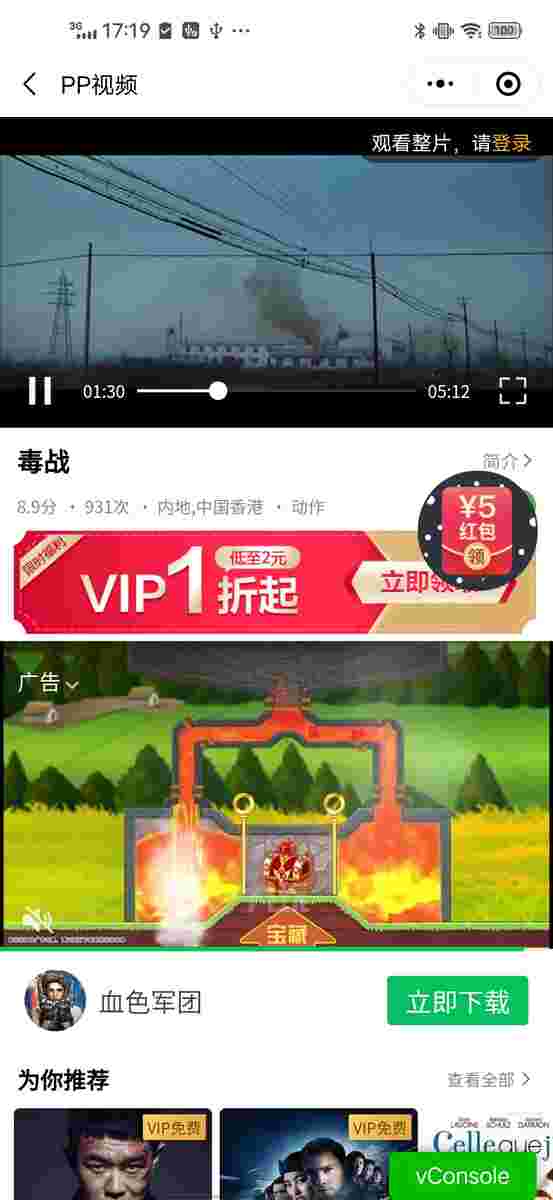 3G 17:19 100
PP视频
观看整片，请登录
01:30 05:12
毒战
简介
8.9分 · 931次 · 内地,中国香港 · 动作
¥5
红包
领
限时福利
低至2元
VIP1折起
立即领
广告
宝藏
血色军团
立即下载
为你推荐
查看全部
VIP免费
VIP免费
vConsole